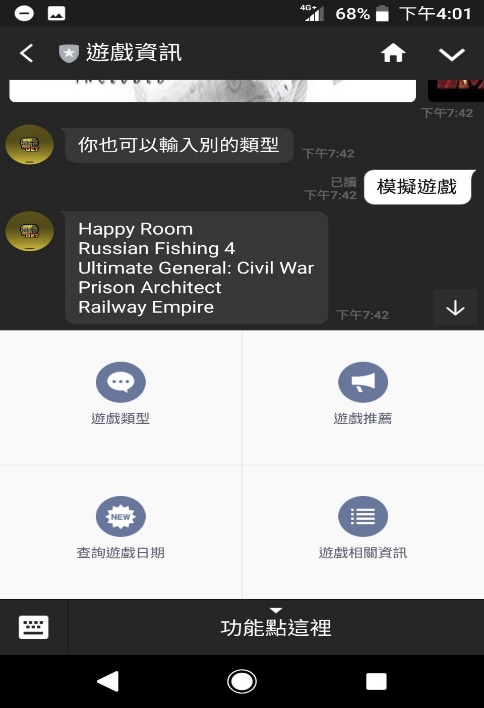 4G+ 68% 下午4:01
遊戲資訊
INCLUDED
下午7:42
你也可以輸入別的類型
下午7:42
已讀
下午7:42
模擬遊戲
Happy Room
Russian Fishing 4
Ultimate General: Civil War
Prison Architect
Railway Empire
下午7:42
遊戲類型
遊戲推薦
NEW
查詢遊戲日期
遊戲相關資訊
功能點這裡